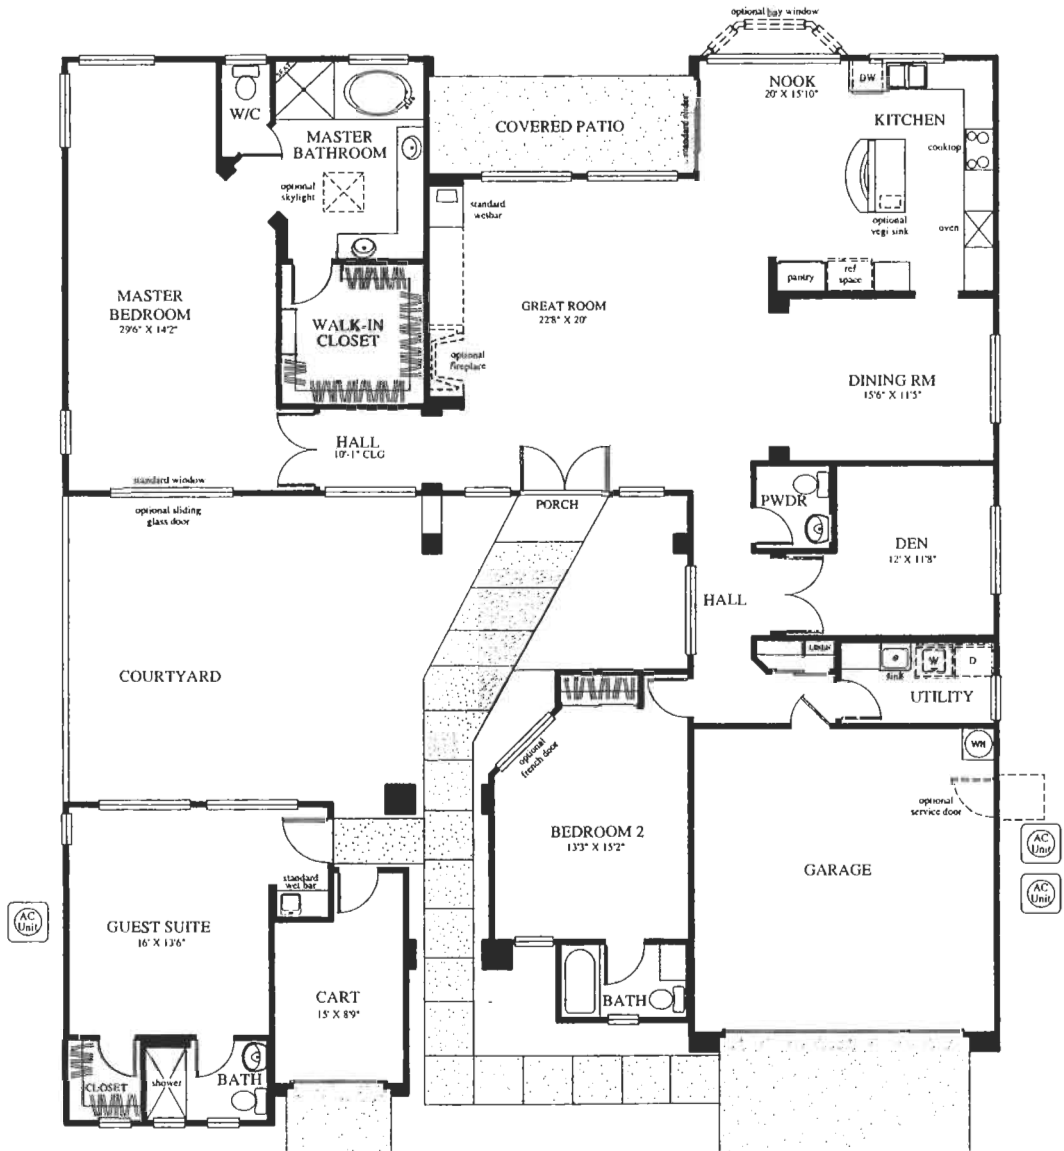 optional bay window
NOOK
20' X 15'10"
DW
KITCHEN
cooktop
optional
vegi sink
oven
pantry
ref
space
W/C
MASTER
BATHROOM
optional
skylight
COVERED PATIO
standard slider
standard
wetbar
MASTER
BEDROOM
29'6" X 14'2"
WALK-IN
CLOSET
GREAT ROOM
22'8" X 20'
optional
fireplace
DINING RM
15'6" X 11'5"
HALL
10'-1" CLG
standard window
optional sliding
glass door
PORCH
PWDR
DEN
12' X 11'8"
HALL
LINEN
sink
W
D
UTILITY
COURTYARD
optional
french door
WH
optional
service door
BEDROOM 2
13'3" X 15'2"
GARAGE
AC
Unit
AC
Unit
standard
wet bar
GUEST SUITE
16' X 13'6"
AC
Unit
CART
15' X 8'9"
BATH
CLOSET
shower
BATH